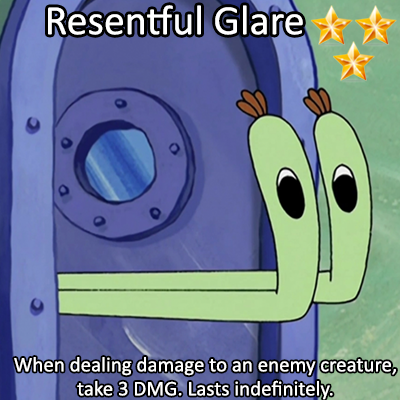 Resentful Glare
When dealing damage to an enemy creature,
take 3 DMG. Lasts indefinitely.